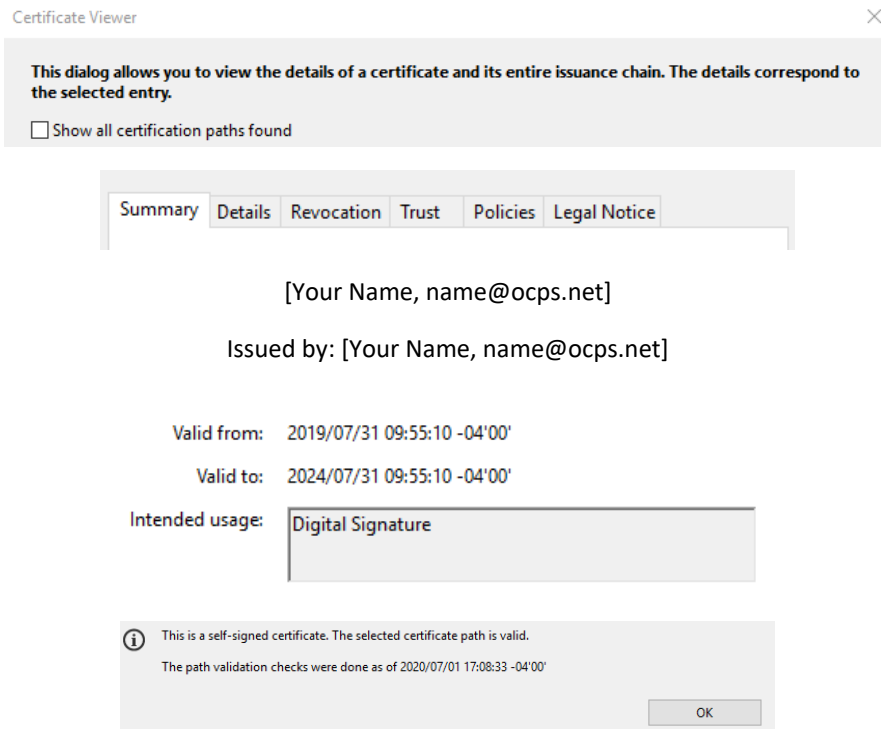 Certificate Viewer
This dialog allows you to view the details of a certificate and its entire issuance chain. The details correspond to
the selected entry.
Show all certification paths found
Summary Details Revocation Trust Policies Legal Notice
[Your Name, name@ocps.net]
Issued by: [Your Name, name@ocps.net]
Valid from: 2019/07/31 09:55:10 -04'00'
Valid to: 2024/07/31 09:55:10 -04'00'
Intended usage: Digital Signature
This is a self-signed certificate. The selected certificate path is valid.
The path validation checks were done as of 2020/07/01 17:08:33 -04'00'
OK